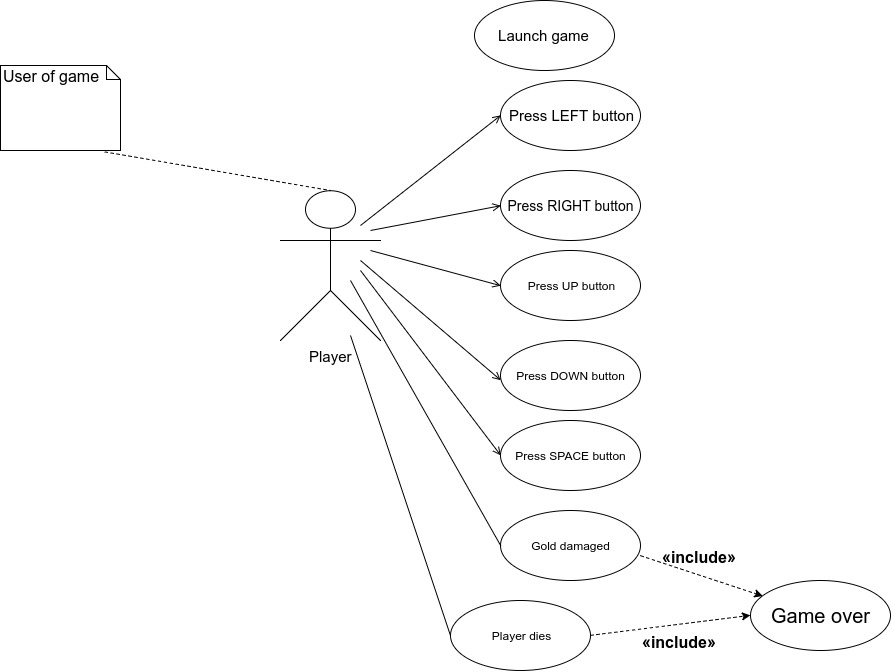 Launch game
User of game
Press LEFT button
Press RIGHT button
Press UP button
Player
Press DOWN button
Press SPACE button
Gold damaged
«include»
Game over
Player dies
«include»